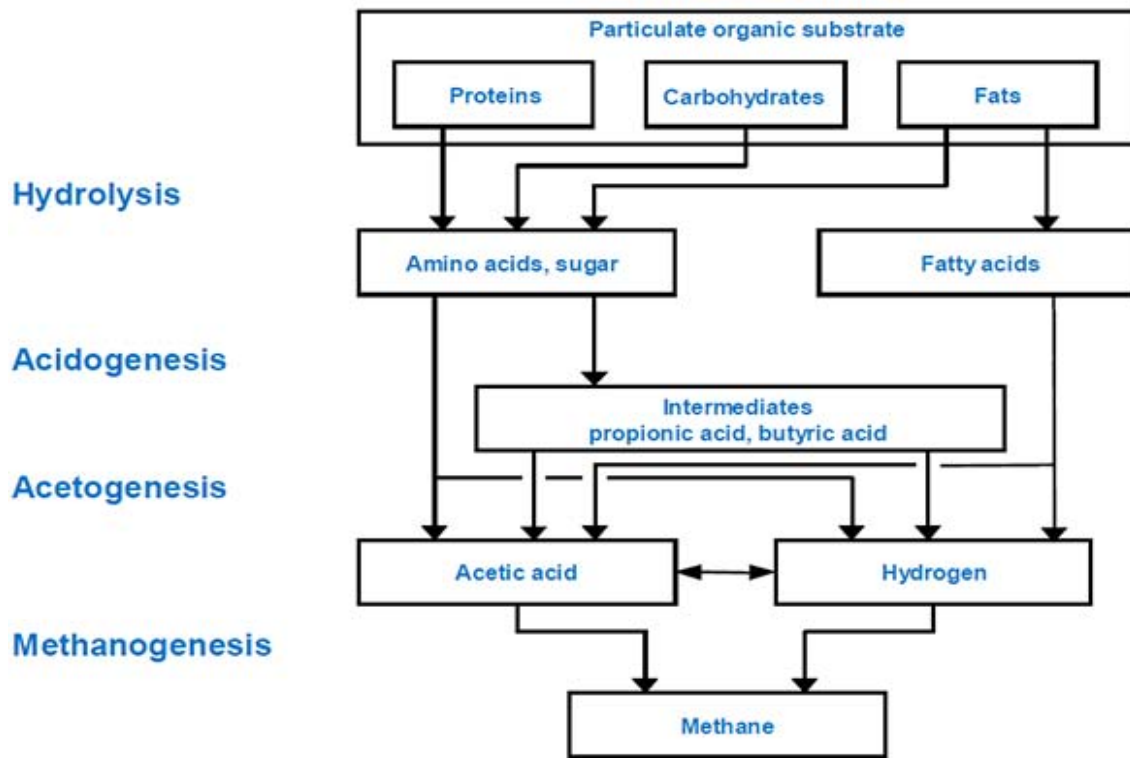 Particulate organic substrate
Proteins
Carbohydrates
Fats
Hydrolysis
Amino acids, sugar
Fatty acids
Acidogenesis
Intermediates
propionic acid, butyric acid
Acetogenesis
Acetic acid
Hydrogen
Methanogenesis
Methane